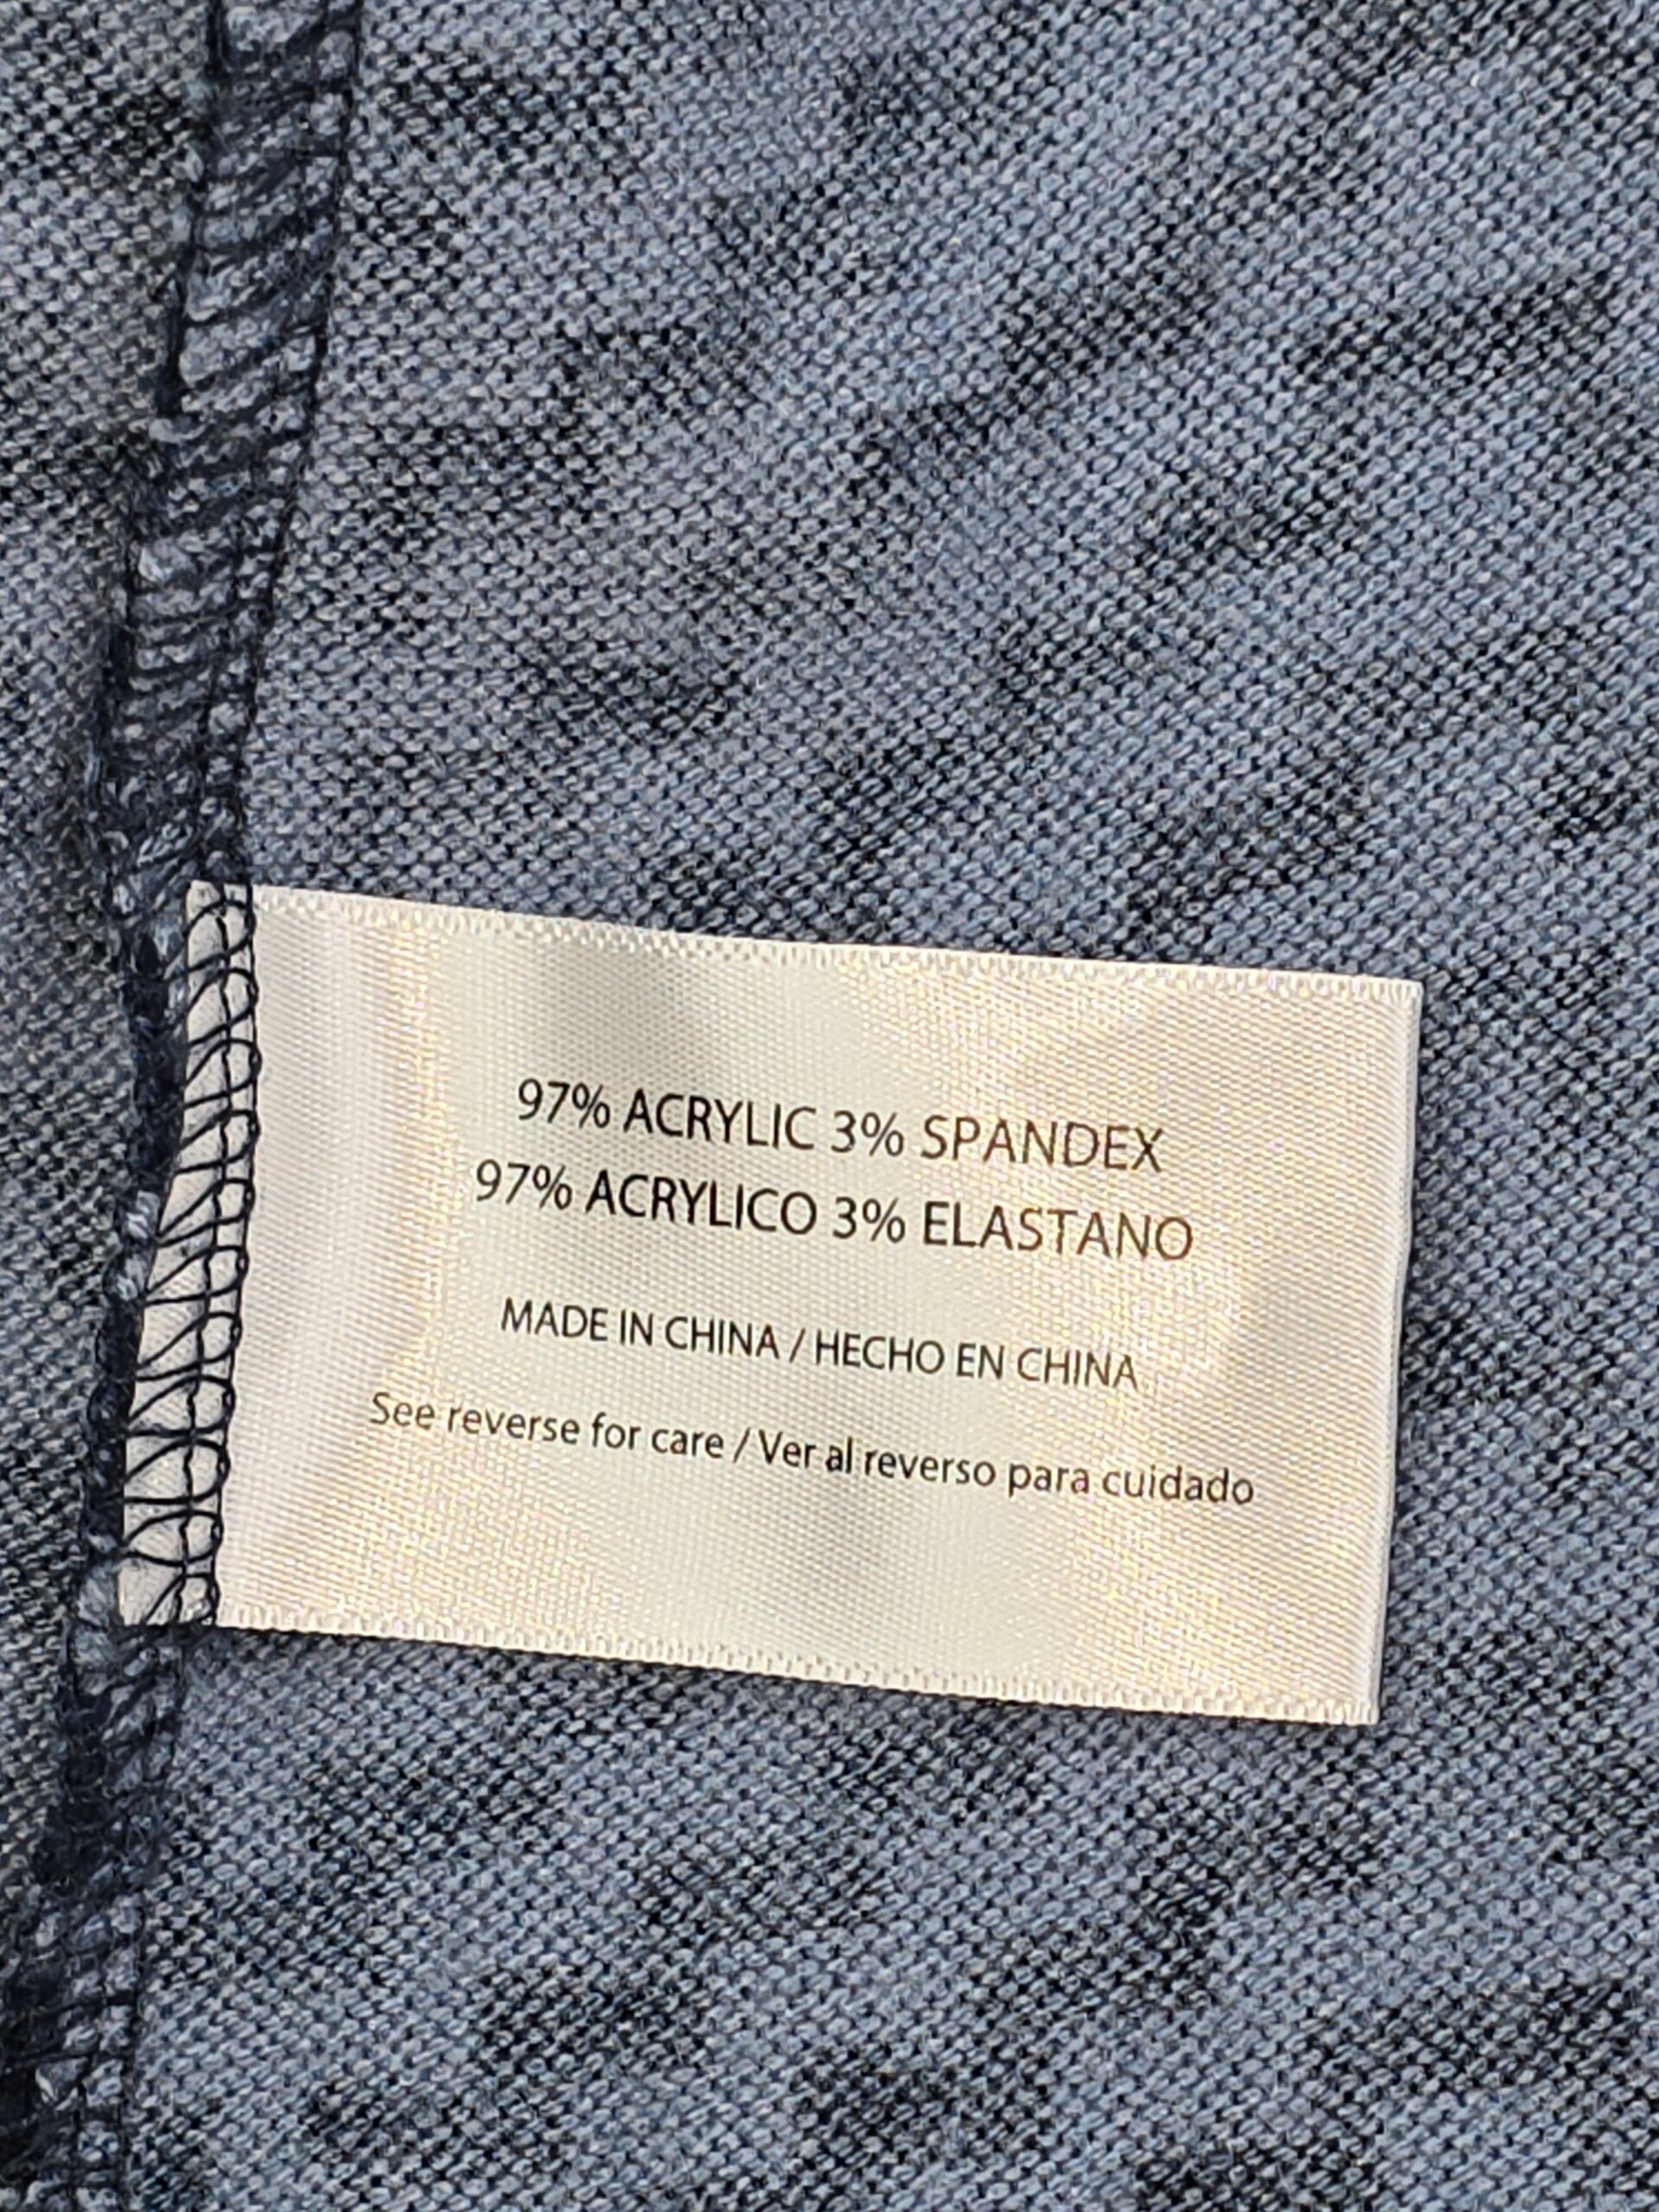 97% ACRYLIC 3% SPANDEX
97% ACRYLICO 3% ELASTANO
MADE IN CHINA / HECHO EN CHINA
See reverse for care / Ver al reverso para cuidado